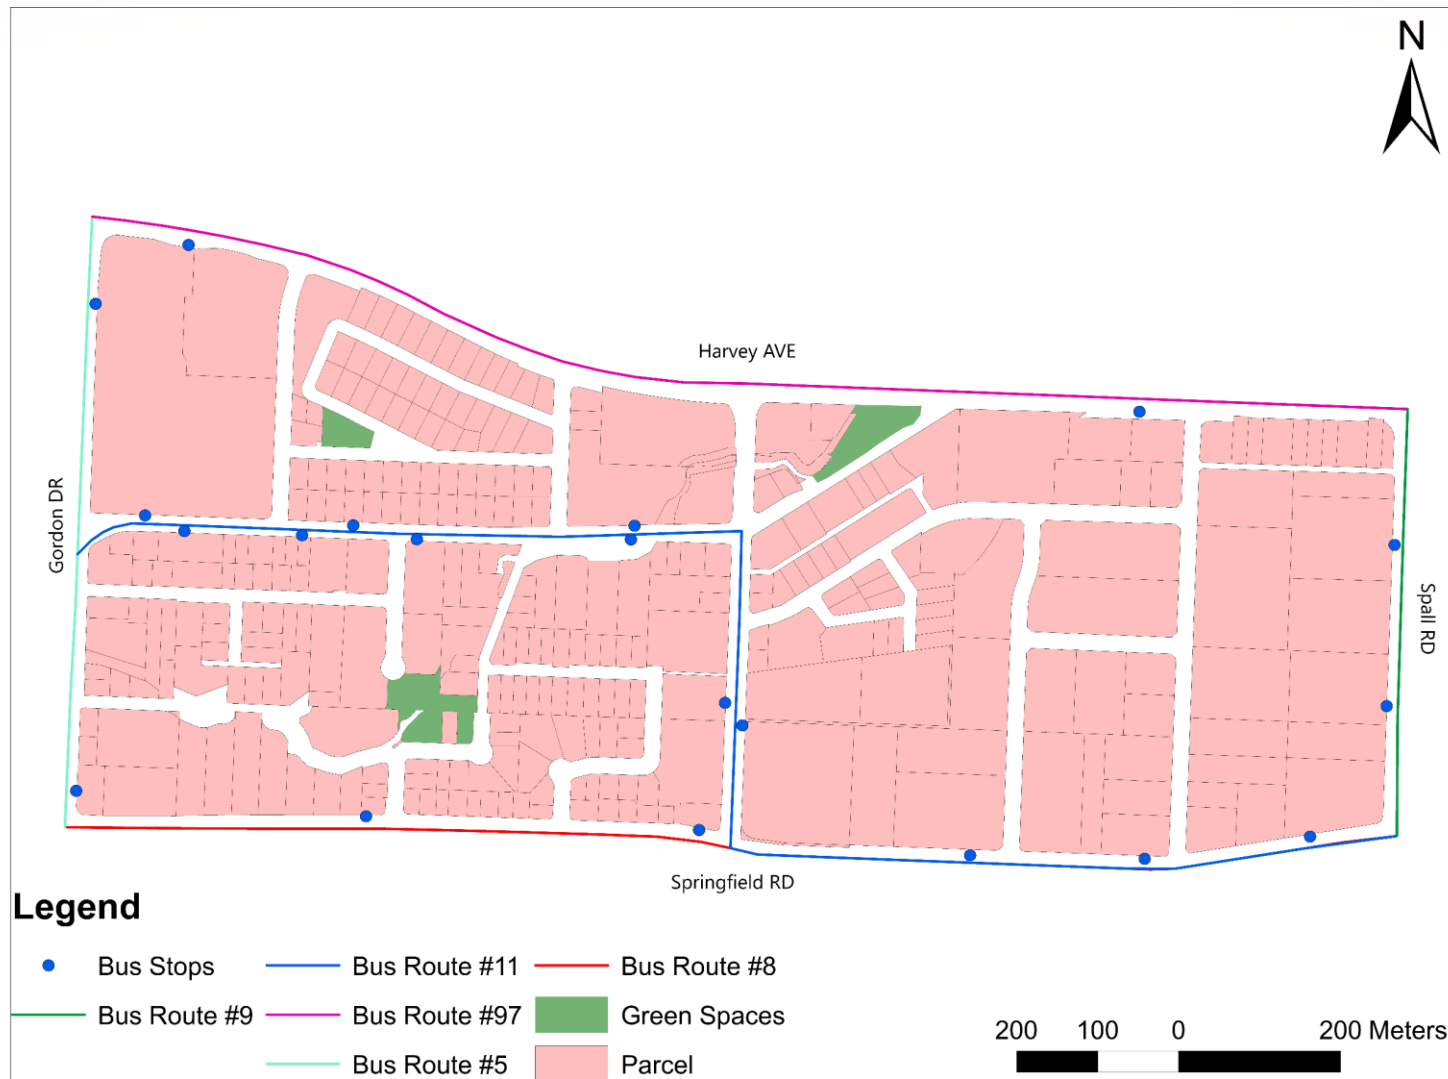 N
Harvey AVE
Gordon DR
Spall RD
Springfield RD
Legend
Bus Stops
Bus Route #11
Bus Route #8
Bus Route #9
Bus Route #97
Green Spaces
Bus Route #5
Parcel
200 100 0 200 Meters